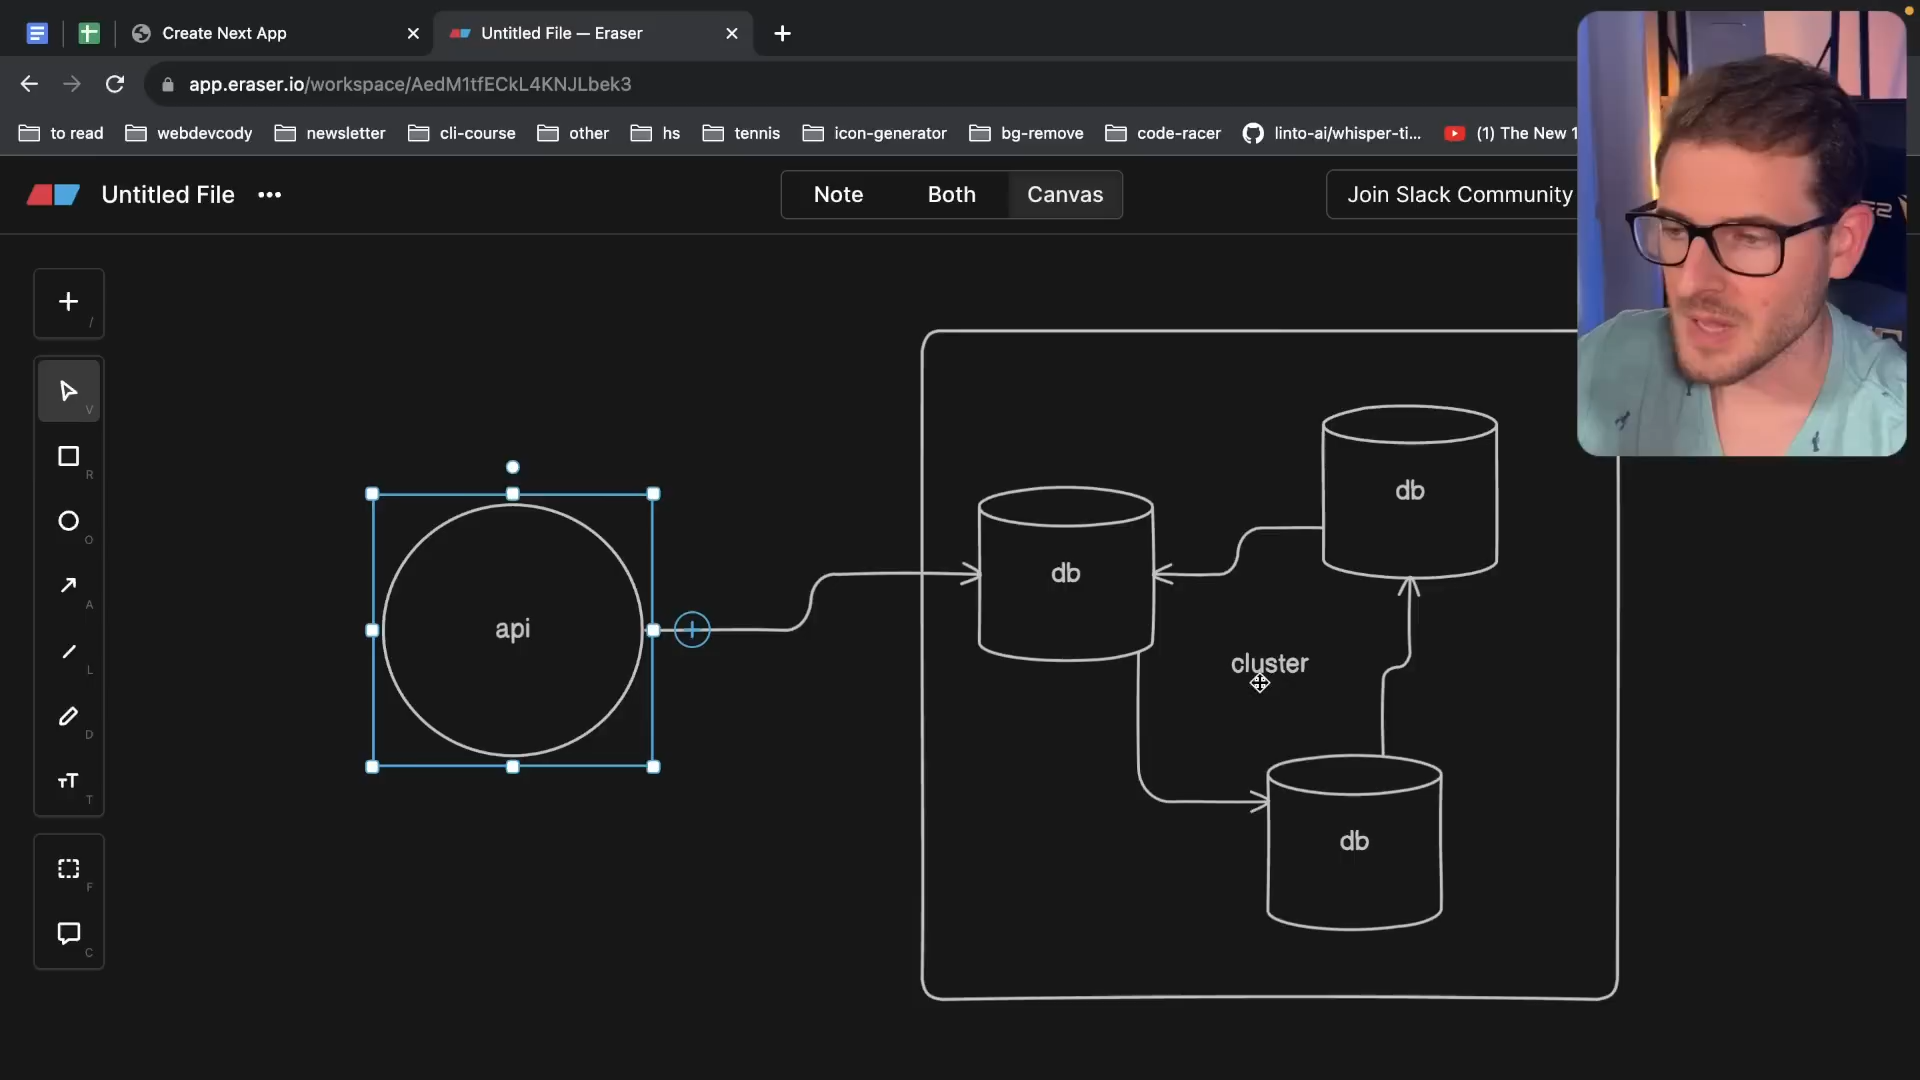 Create Next App
Untitled File — Eraser
app.eraser.io/workspace/AedM1tfECkL4KNJLbek3
to read
webdevcody
newsletter
cli-course
other
hs
tennis
icon-generator
bg-remove
code-racer
linto-ai/whisper-ti...
(1) The New 1
Untitled File
Note
Both
Canvas
Join Slack Community
/
V
R
O
A
L
D
T
F
C
api
db
db
cluster
db